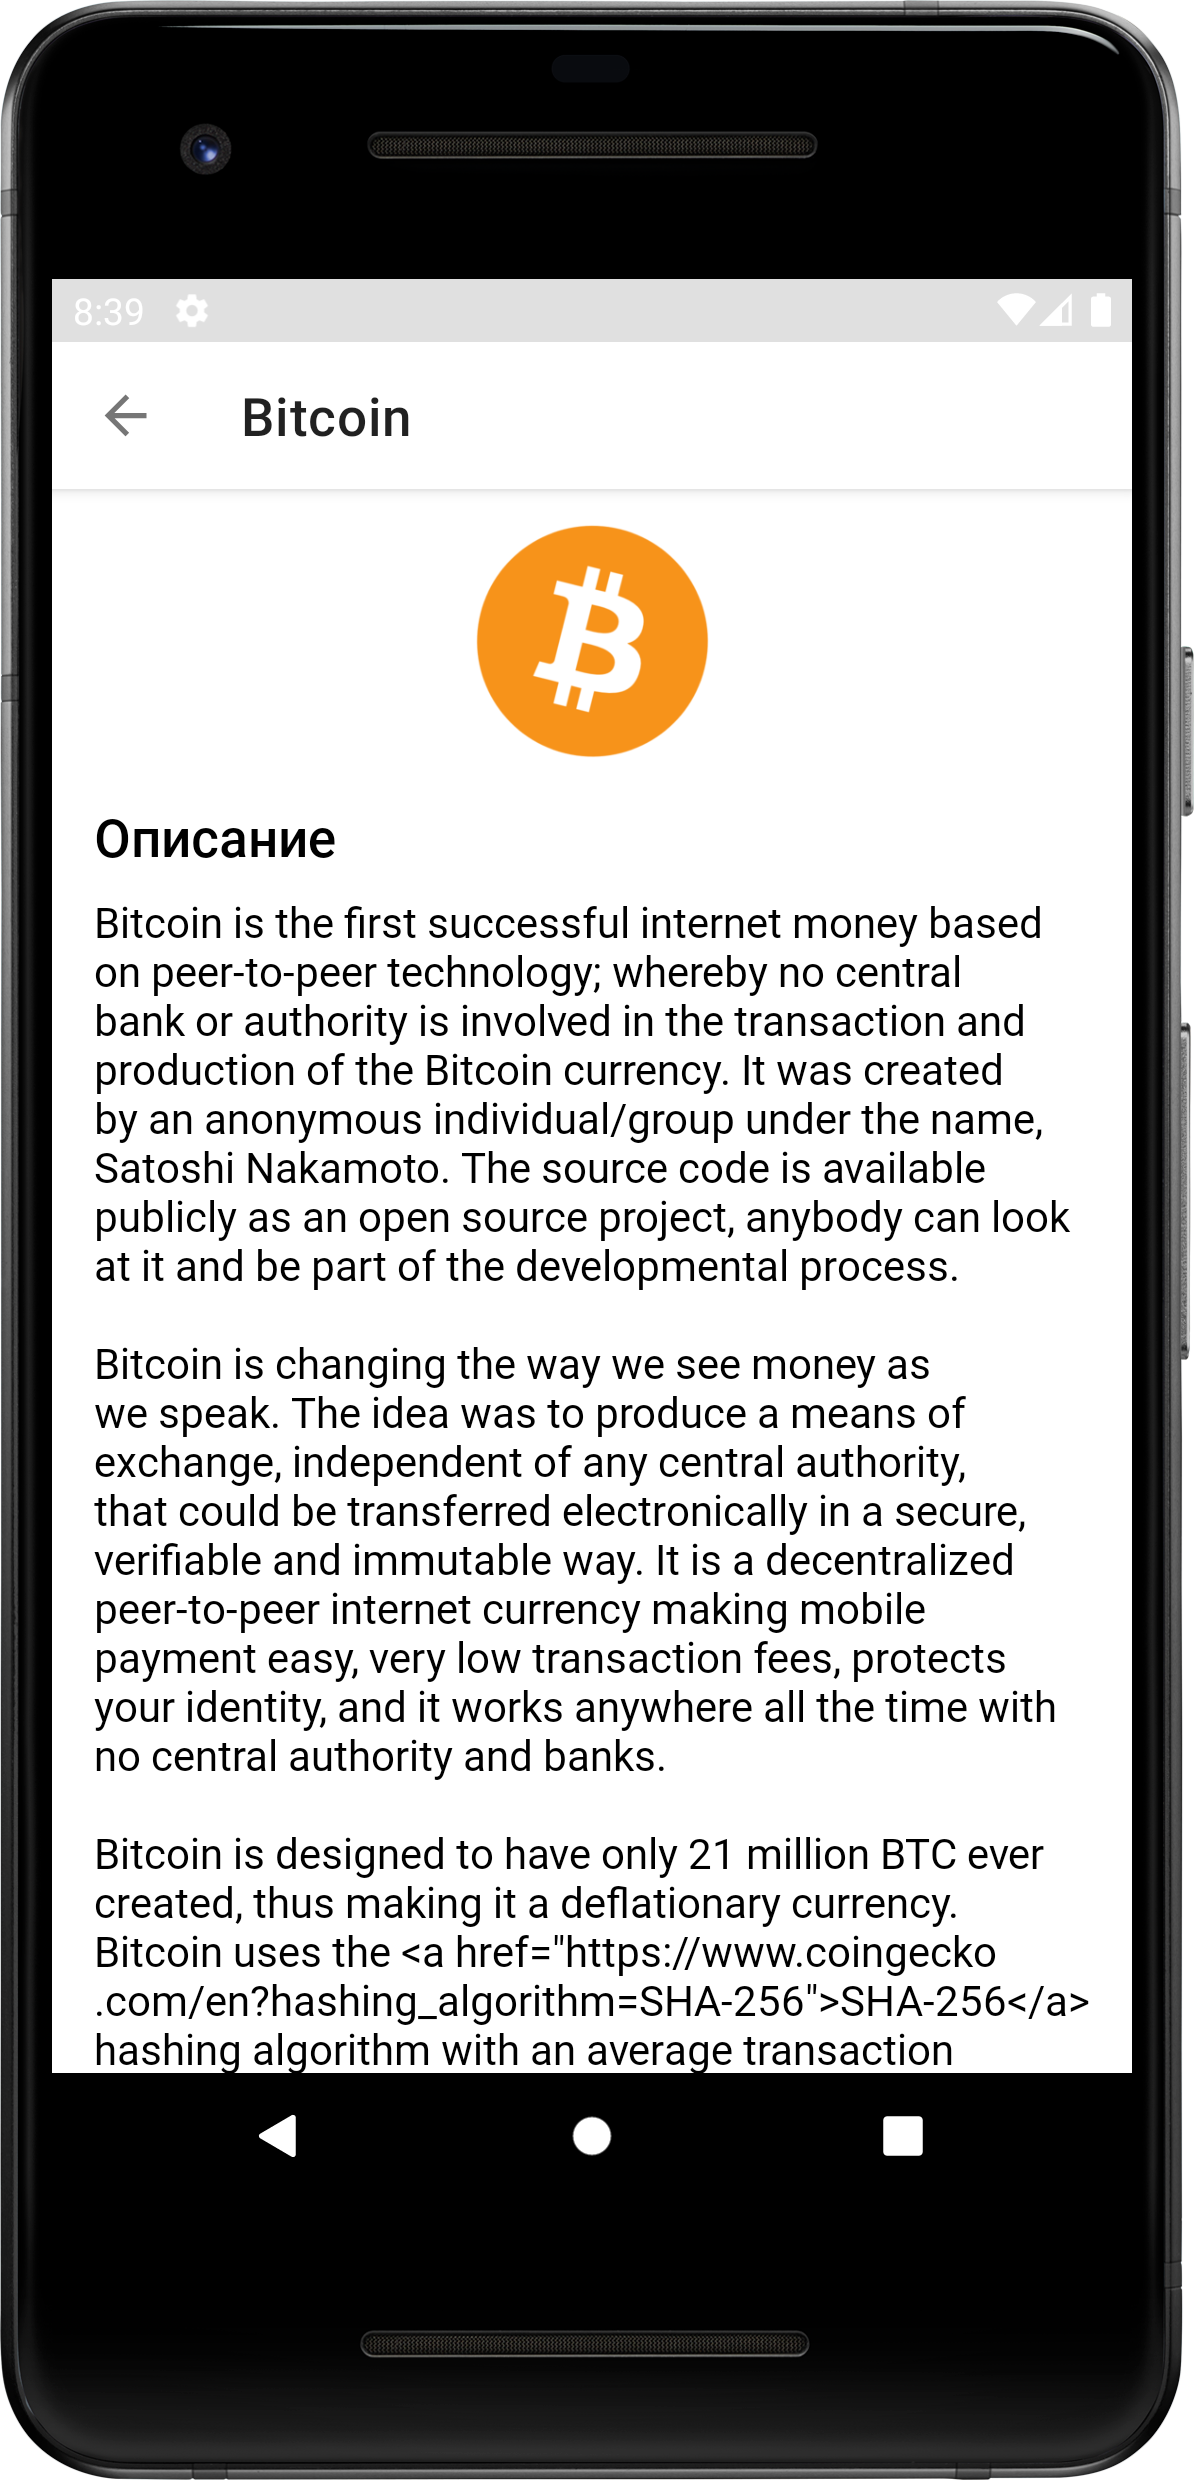 8:39
Bitcoin
Описание
Bitcoin is the first successful internet money based
on peer-to-peer technology; whereby no central
bank or authority is involved in the transaction and
production of the Bitcoin currency. It was created
by an anonymous individual/group under the name,
Satoshi Nakamoto. The source code is available
publicly as an open source project, anybody can look
at it and be part of the developmental process.
Bitcoin is changing the way we see money as
we speak. The idea was to produce a means of
exchange, independent of any central authority,
that could be transferred electronically in a secure,
verifiable and immutable way. It is a decentralized
peer-to-peer internet currency making mobile
payment easy, very low transaction fees, protects
your identity, and it works anywhere all the time with
no central authority and banks.
Bitcoin is designed to have only 21 million BTC ever
created, thus making it a deflationary currency.
Bitcoin uses the <a href="https://www.coingecko
.com/en?hashing_algorithm=SHA-256">SHA-256</a>
hashing algorithm with an average transaction